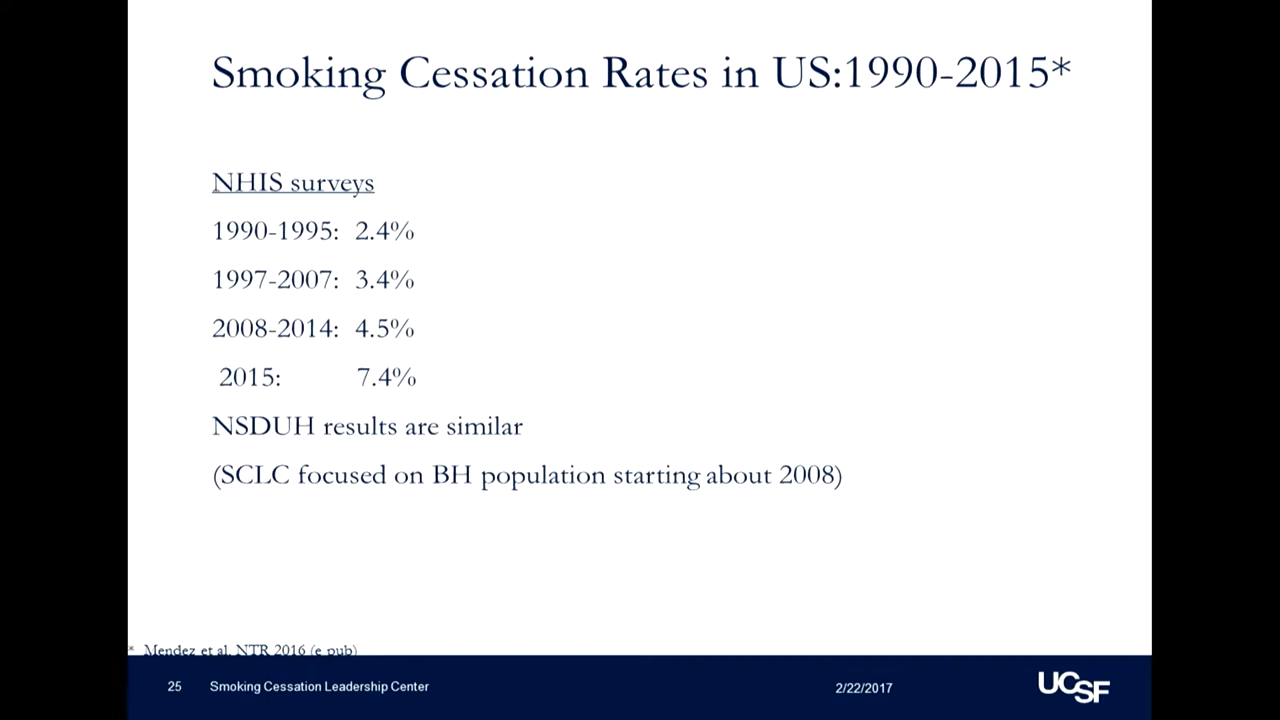 Smoking Cessation Rates in US:1990-2015*
NHIS surveys
1990-1995: 2.4%
1997-2007: 3.4%
2008-2014: 4.5%
2015: 7.4%
NSDUH results are similar
(SCLC focused on BH population starting about 2008)
* Mendez et al. NTR 2016 (e pub)
25 Smoking Cessation Leadership Center 2/22/2017 UCSF